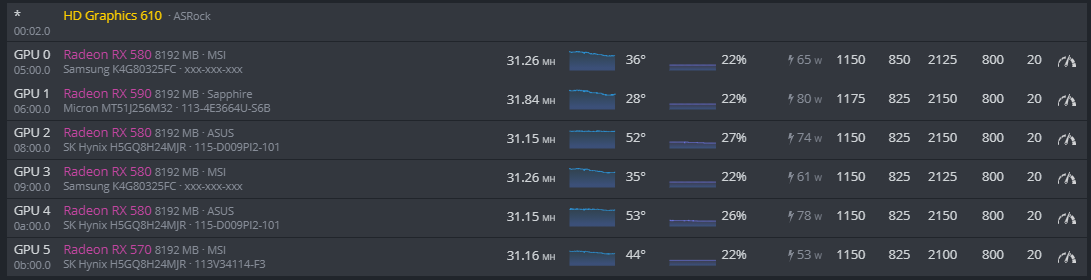 * HD Graphics 610 · ASRock
00:02.0
GPU 0 Radeon RX 580 8192 MB · MSI 31.26 MH 36° 22% 65 W 1150 850 2125 800 20
05:00.0 Samsung K4G80325FC · xxx-xxx-xxx
GPU 1 Radeon RX 590 8192 MB · Sapphire 31.84 MH 28° 22% 80 W 1175 825 2150 800 20
06:00.0 Micron MT51J256M32 · 113-4E3664U-S6B
GPU 2 Radeon RX 580 8192 MB · ASUS 31.15 MH 52° 27% 74 W 1150 825 2150 800 20
08:00.0 SK Hynix H5GQ8H24MJR · 115-D009PI2-101
GPU 3 Radeon RX 580 8192 MB · MSI 31.26 MH 35° 22% 61 W 1150 825 2125 800 20
09:00.0 Samsung K4G80325FC · xxx-xxx-xxx
GPU 4 Radeon RX 580 8192 MB · ASUS 31.15 MH 53° 26% 78 W 1150 825 2150 800 20
0a:00.0 SK Hynix H5GQ8H24MJR · 115-D009PI2-101
GPU 5 Radeon RX 570 8192 MB · MSI 31.16 MH 44° 22% 53 W 1150 825 2100 800 20
0b:00.0 SK Hynix H5GQ8H24MJR · 113V34114-F3